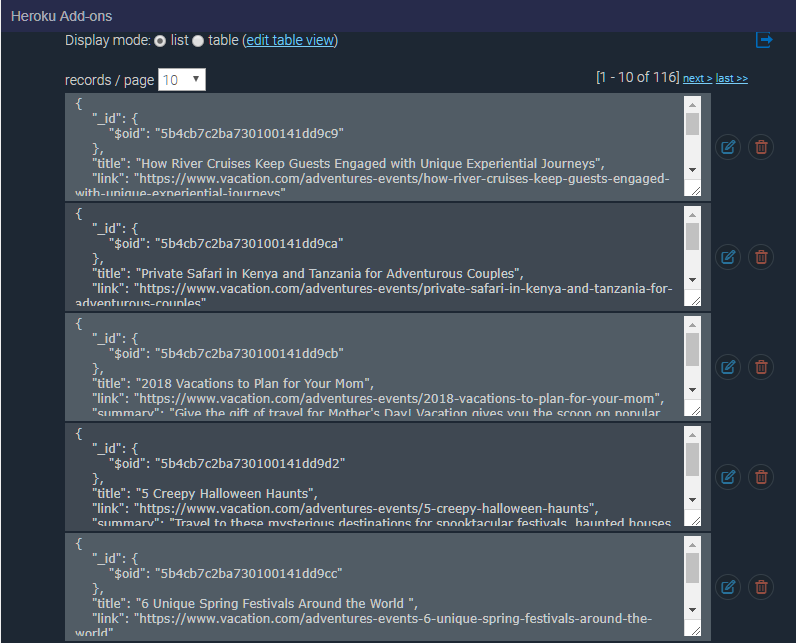 Heroku Add-ons
Display mode: list table (edit table view)
records / page 10 [1 - 10 of 116] next > last >>
{
"_id": {
"$oid": "5b4cb7c2ba730100141dd9c9"
},
"title": "How River Cruises Keep Guests Engaged with Unique Experiential Journeys",
"link": "https://www.vacation.com/adventures-events/how-river-cruises-keep-guests-engaged-
with-unique-experiential-journeys"
{
"_id": {
"$oid": "5b4cb7c2ba730100141dd9ca"
},
"title": "Private Safari in Kenya and Tanzania for Adventurous Couples",
"link": "https://www.vacation.com/adventures-events/private-safari-in-kenya-and-tanzania-for-
adventurous-couples"
{
"_id": {
"$oid": "5b4cb7c2ba730100141dd9cb"
},
"title": "2018 Vacations to Plan for Your Mom",
"link": "https://www.vacation.com/adventures-events/2018-vacations-to-plan-for-your-mom",
"summary": "Give the gift of travel for Mother's Day! Vacation gives you the scoop on popular
{
"_id": {
"$oid": "5b4cb7c2ba730100141dd9d2"
},
"title": "5 Creepy Halloween Haunts",
"link": "https://www.vacation.com/adventures-events/5-creepy-halloween-haunts",
"summary": "Travel to these mysterious destinations for spooktacular festivals, haunted houses
{
"_id": {
"$oid": "5b4cb7c2ba730100141dd9cc"
},
"title": "6 Unique Spring Festivals Around the World ",
"link": "https://www.vacation.com/adventures-events-6-unique-spring-festivals-around-the-
world"